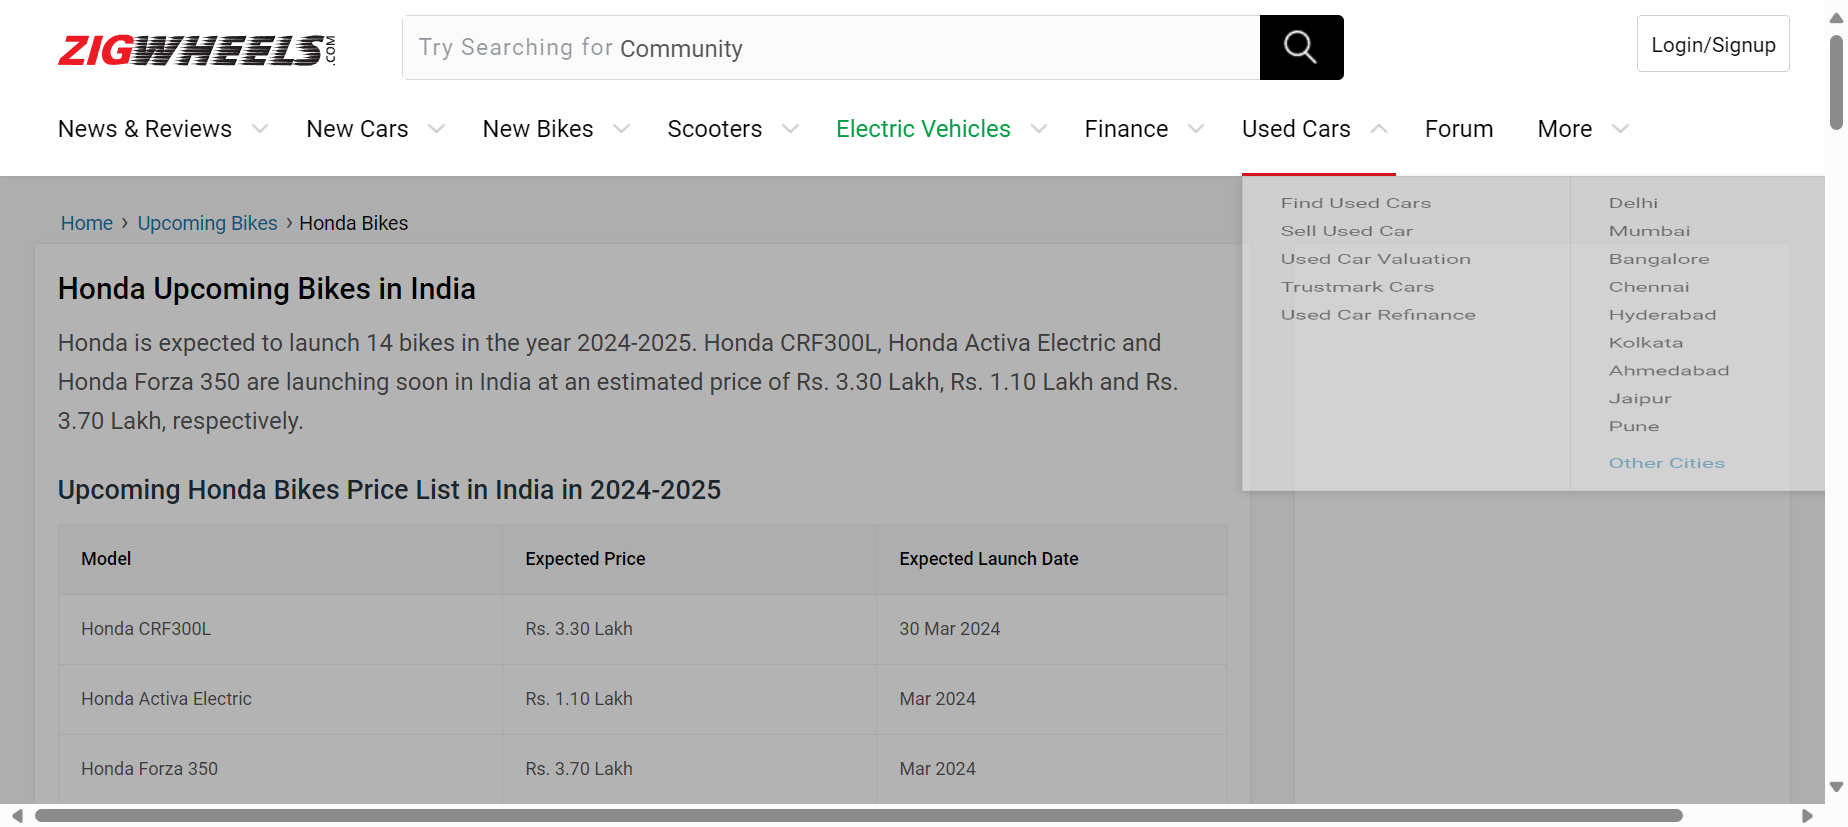 ZIGWHEELS.COM
Try Searching for Community
Login/Signup
News & Reviews New Cars New Bikes Scooters Electric Vehicles Finance Used Cars Forum More
Home › Upcoming Bikes › Honda Bikes
Find Used Cars
Sell Used Car
Used Car Valuation
Trustmark Cars
Used Car Refinance
Delhi
Mumbai
Bangalore
Chennai
Hyderabad
Kolkata
Ahmedabad
Jaipur
Pune
Other Cities
Honda Upcoming Bikes in India
Honda is expected to launch 14 bikes in the year 2024-2025. Honda CRF300L, Honda Activa Electric and
Honda Forza 350 are launching soon in India at an estimated price of Rs. 3.30 Lakh, Rs. 1.10 Lakh and Rs.
3.70 Lakh, respectively.
Upcoming Honda Bikes Price List in India in 2024-2025
Model Expected Price Expected Launch Date
Honda CRF300L Rs. 3.30 Lakh 30 Mar 2024
Honda Activa Electric Rs. 1.10 Lakh Mar 2024
Honda Forza 350 Rs. 3.70 Lakh Mar 2024